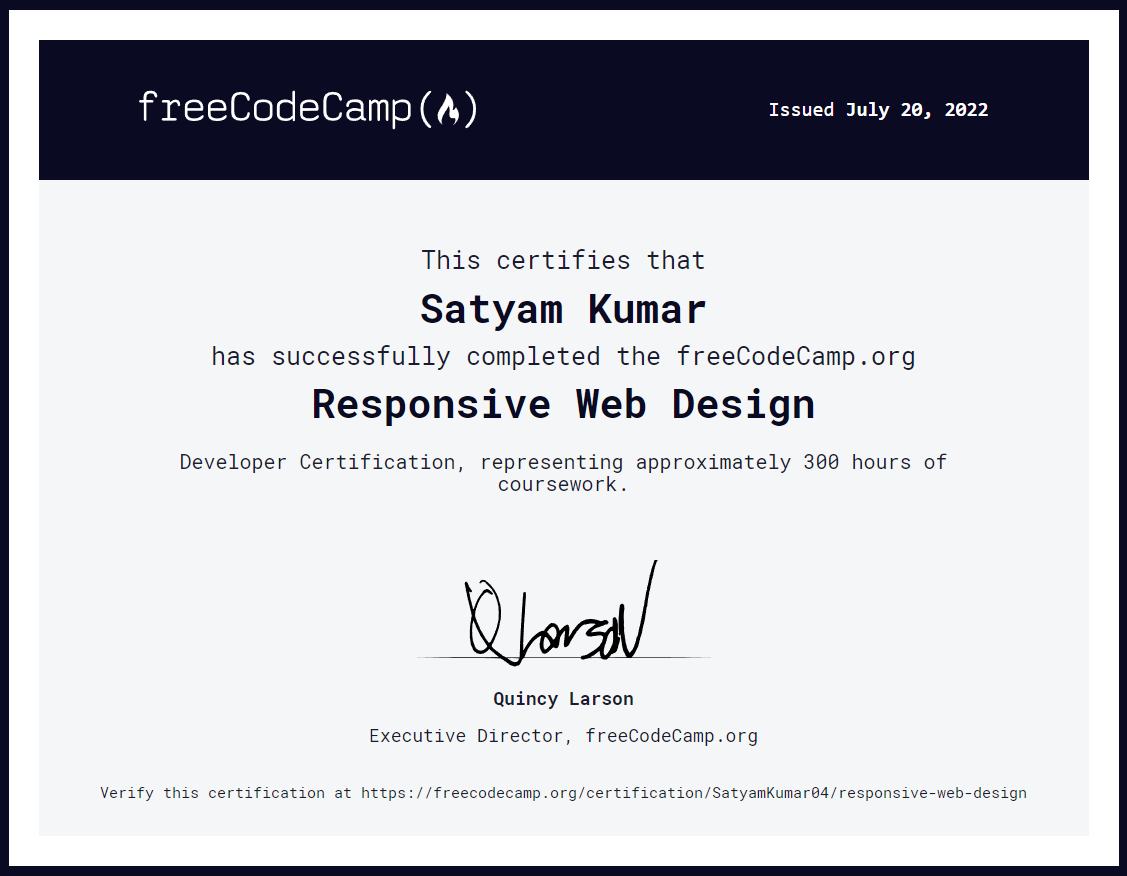 freeCodeCamp(🔥)
Issued July 20, 2022
This certifies that
Satyam Kumar
has successfully completed the freeCodeCamp.org
Responsive Web Design
Developer Certification, representing approximately 300 hours of
coursework.
Q Larson
Quincy Larson
Executive Director, freeCodeCamp.org
Verify this certification at https://freecodecamp.org/certification/SatyamKumar04/responsive-web-design